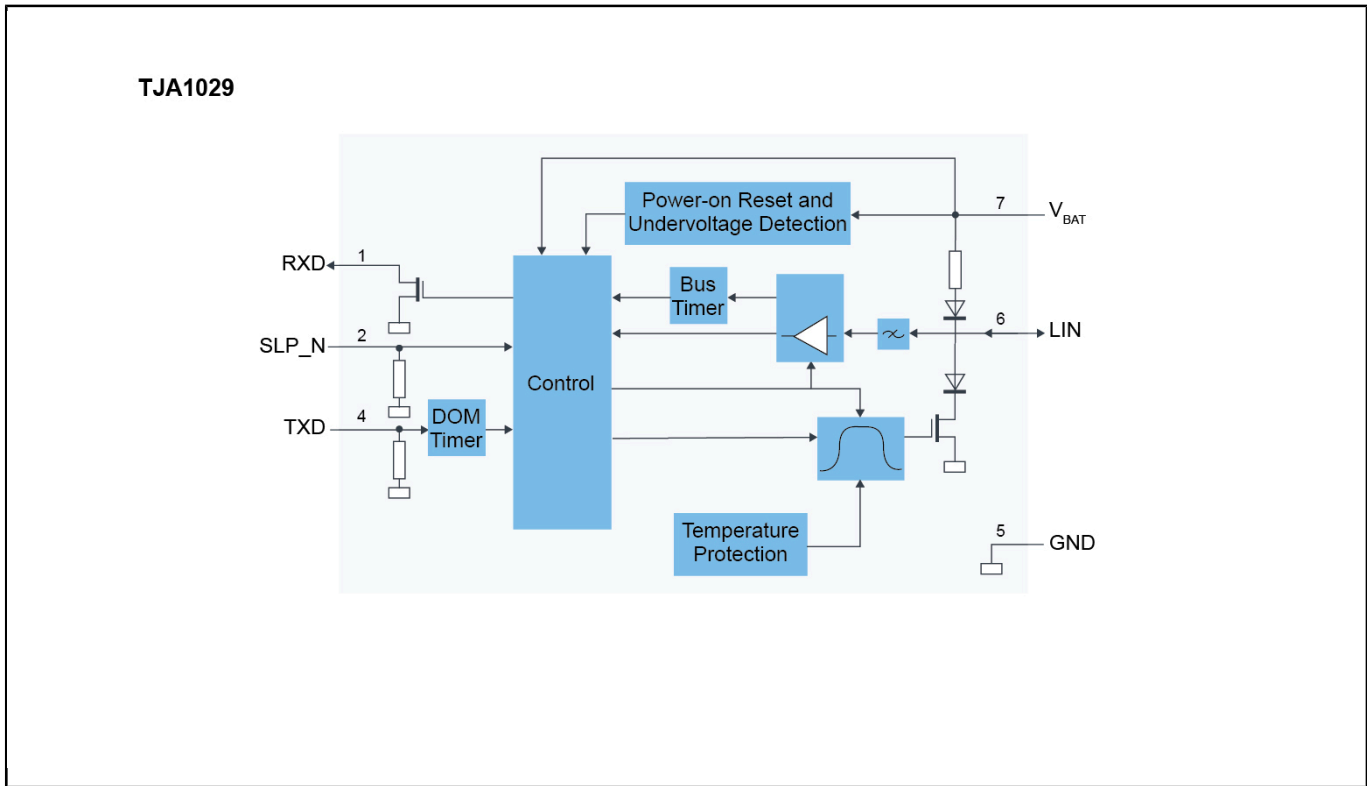 TJA1029
Power-on Reset and
Undervoltage Detection
7
V_BAT
RXD
1
Bus
Timer
6
LIN
SLP_N
2
Control
TXD
4
DOM
Timer
Temperature
Protection
5
GND